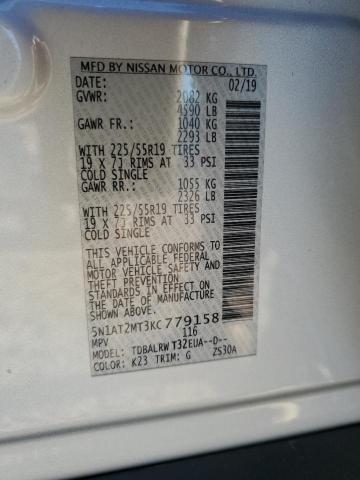 MFD BY NISSAN MOTOR CO., LTD.
DATE: 02/19
GVWR: 2082 KG
4590 LB
GAWR FR: 1040 KG
2293 LB
WITH 225/55R19 TIRES
19 X 7J RIMS AT 33 PSI
COLD SINGLE
GAWR RR: 1055 KG
2326 LB
WITH 225/55R19 TIRES
19 X 7J RIMS AT 33 PSI
COLD SINGLE
THIS VEHICLE CONFORMS TO
ALL APPLICABLE FEDERAL
MOTOR VEHICLE SAFETY
AND THEFT PREVENTION
STANDARDS IN EFFECT ON
THE DATE OF MANUFACTURE
SHOWN ABOVE.
5N1AT2MT3KC779158
MPV 116
MODEL: TDBALRWT32EUA--D--
COLOR: K23 TRIM: G ZS30A